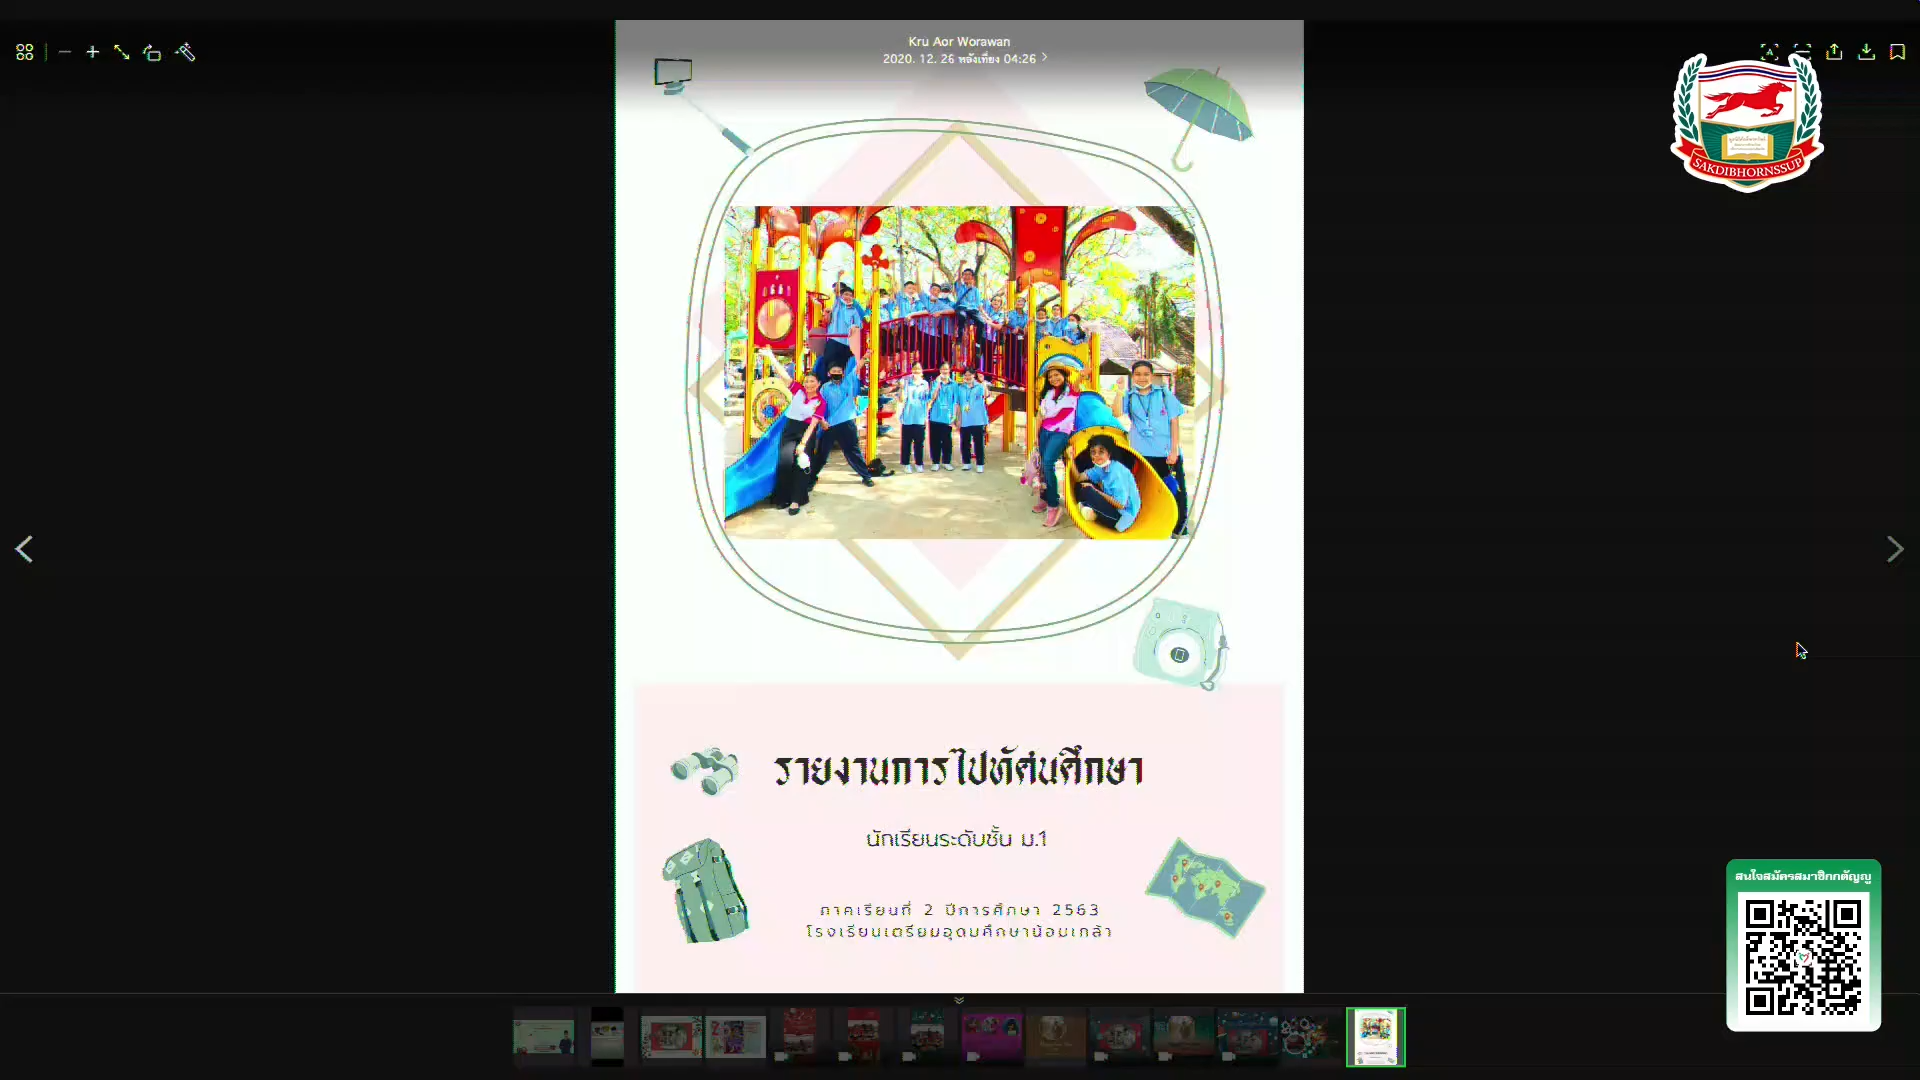 Kru Aor Worawan
2020. 12. 26 หลังเที่ยง 04:26
SAKDIBHORNSSUP
รายงานการไปทัศนศึกษา
นักเรียนระดับชั้น ม.1
ภาคเรียนที่ 2 ปีการศึกษา 2563
โรงเรียนเตรียมอุดมศึกษาน้อมเกล้า
สนใจสมัครสมาชิกกตัญญู